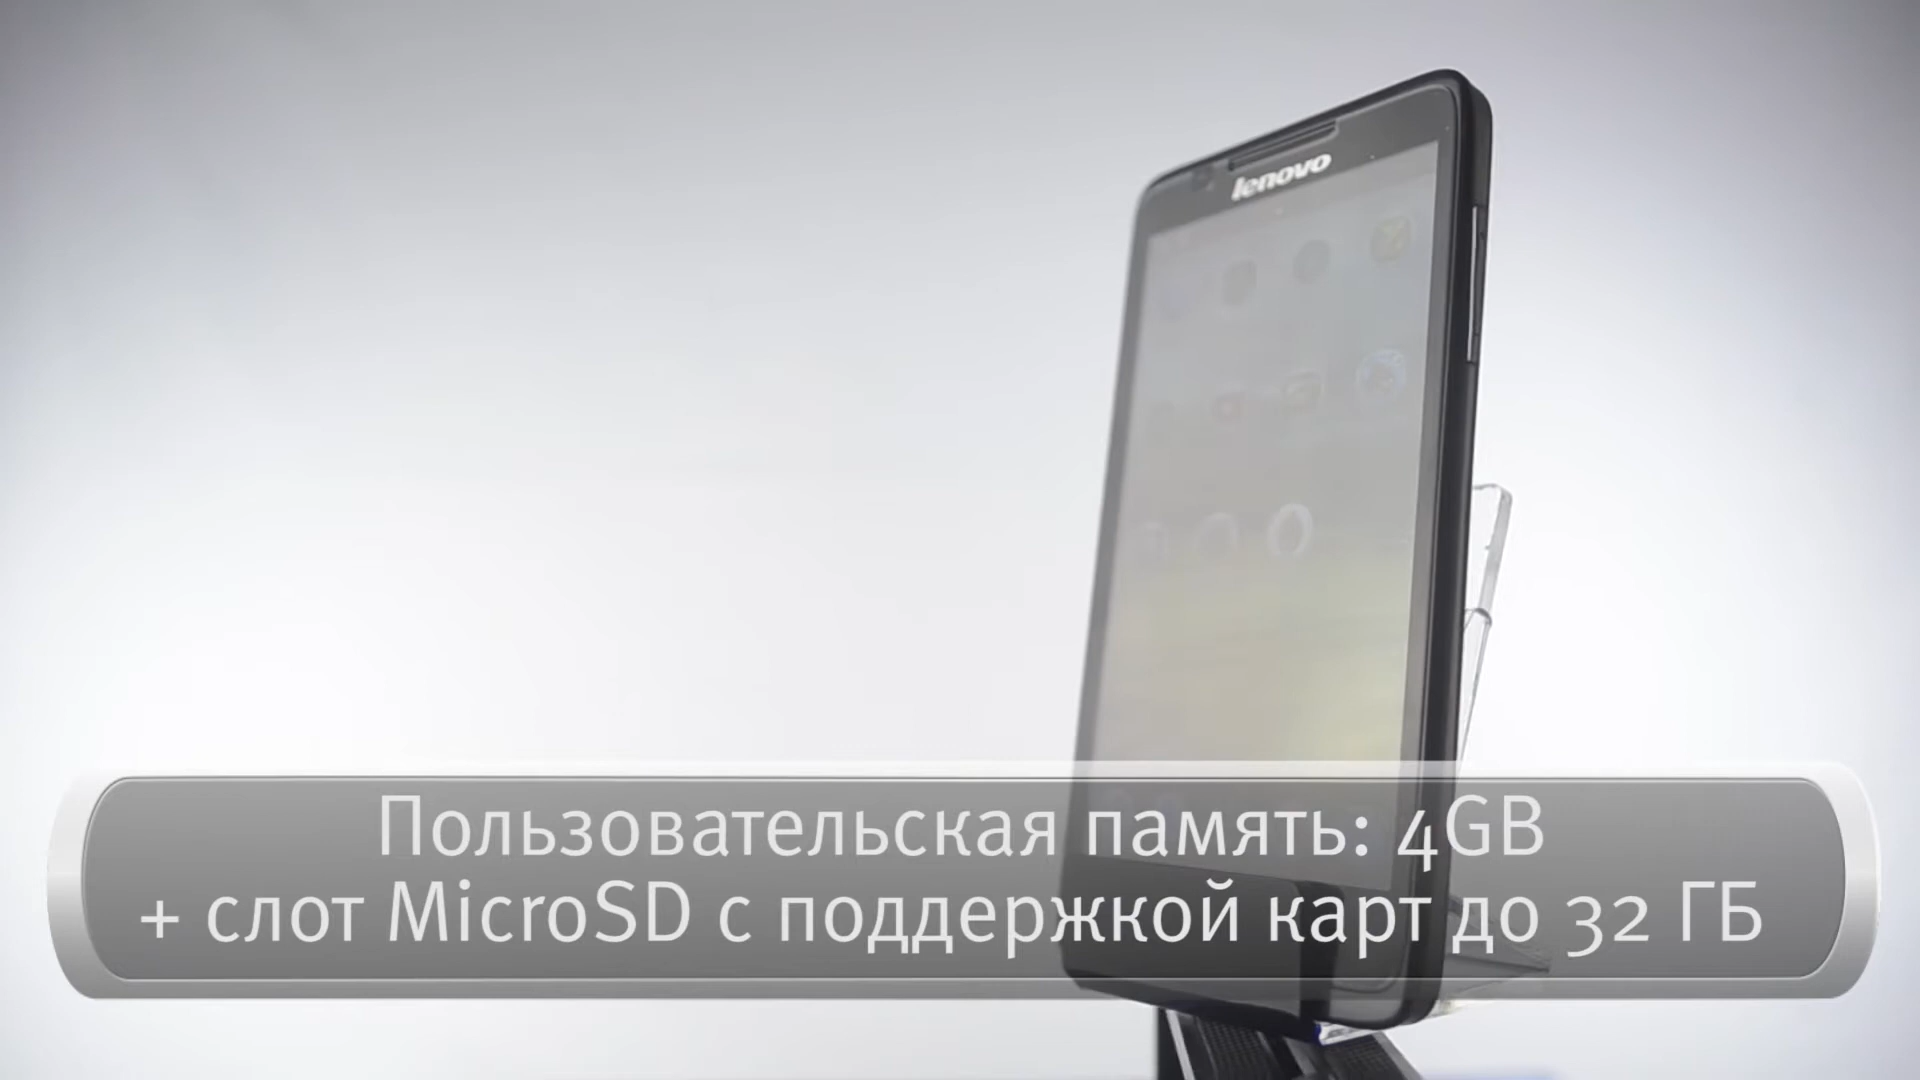 lenovo
Пользовательская память: 4GB
+ слот MicroSD с поддержкой карт до 32 ГБ